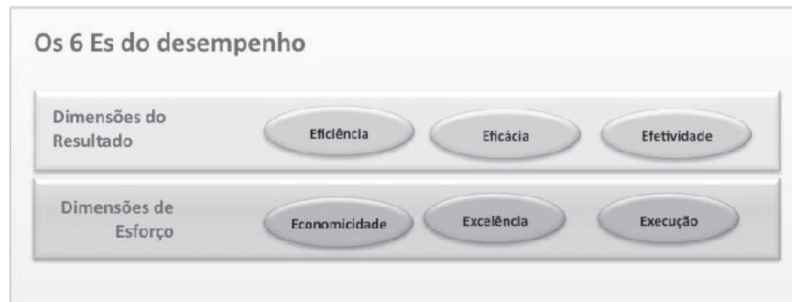 Os 6 Es do desempenho
Dimensões do
Resultado
Eficiência
Eficácia
Efetividade
Dimensões de
Esforço
Economicidade
Excelência
Execução